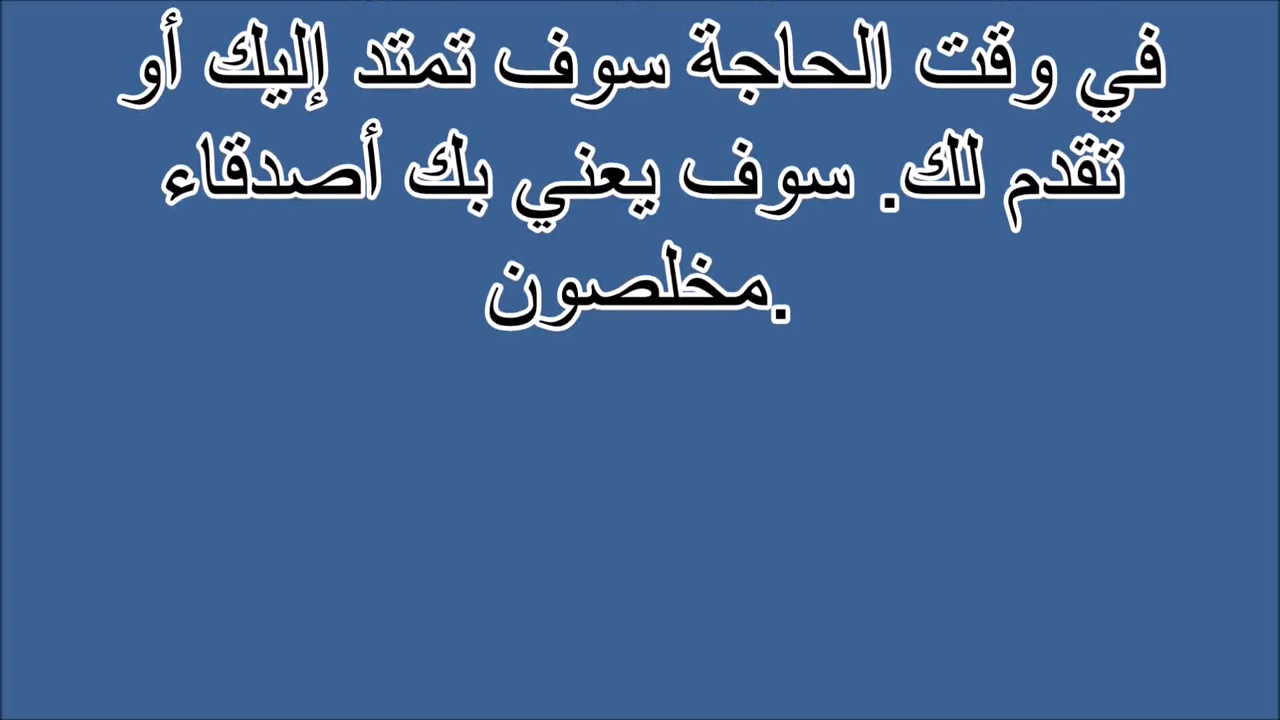 في وقت الحاجة سوف تمتد إليك أو
تقدم لك. سوف يعني بك أصدقاء
مخلصون.